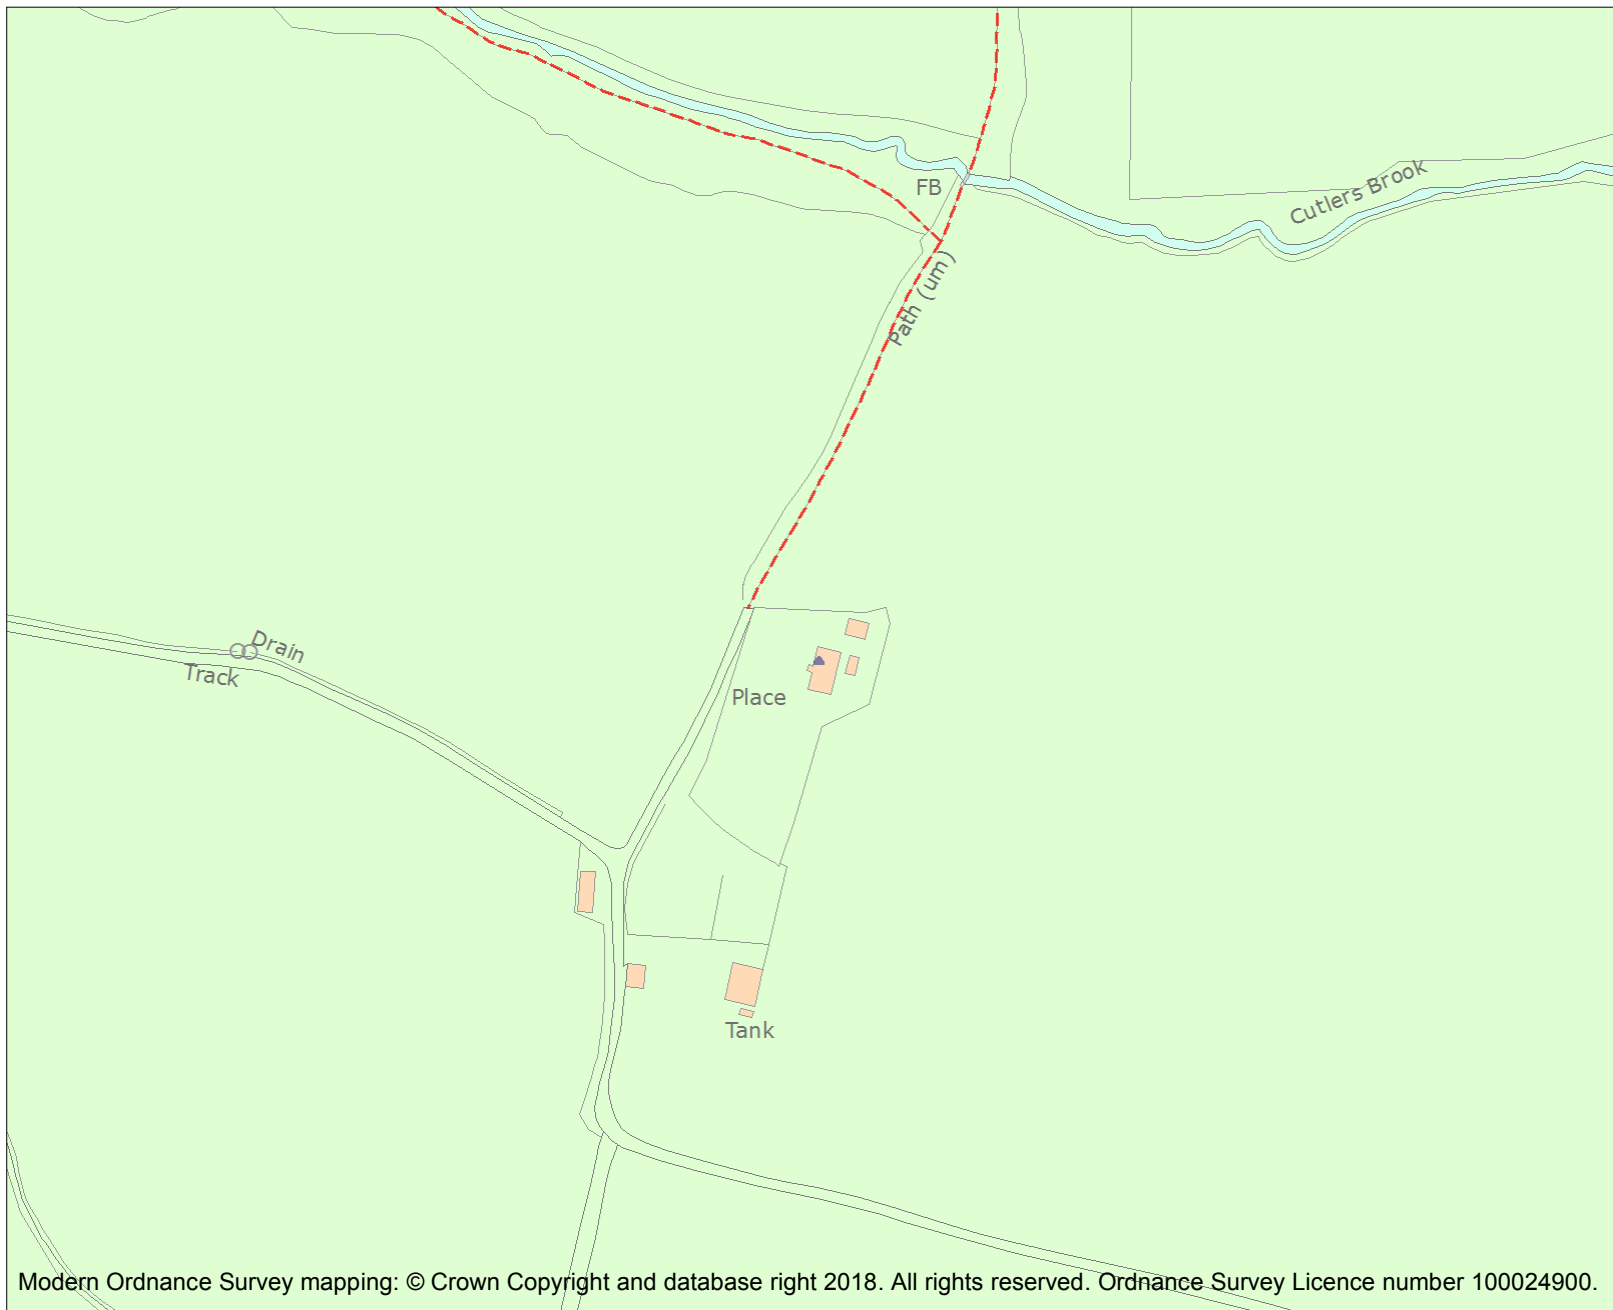 FB
Cutlers Brook
Path (um)
Drain
Track
Place
Tank
Modern Ordnance Survey mapping: © Crown Copyright and database right 2018. All rights reserved. Ordnance Survey Licence number 100024900.